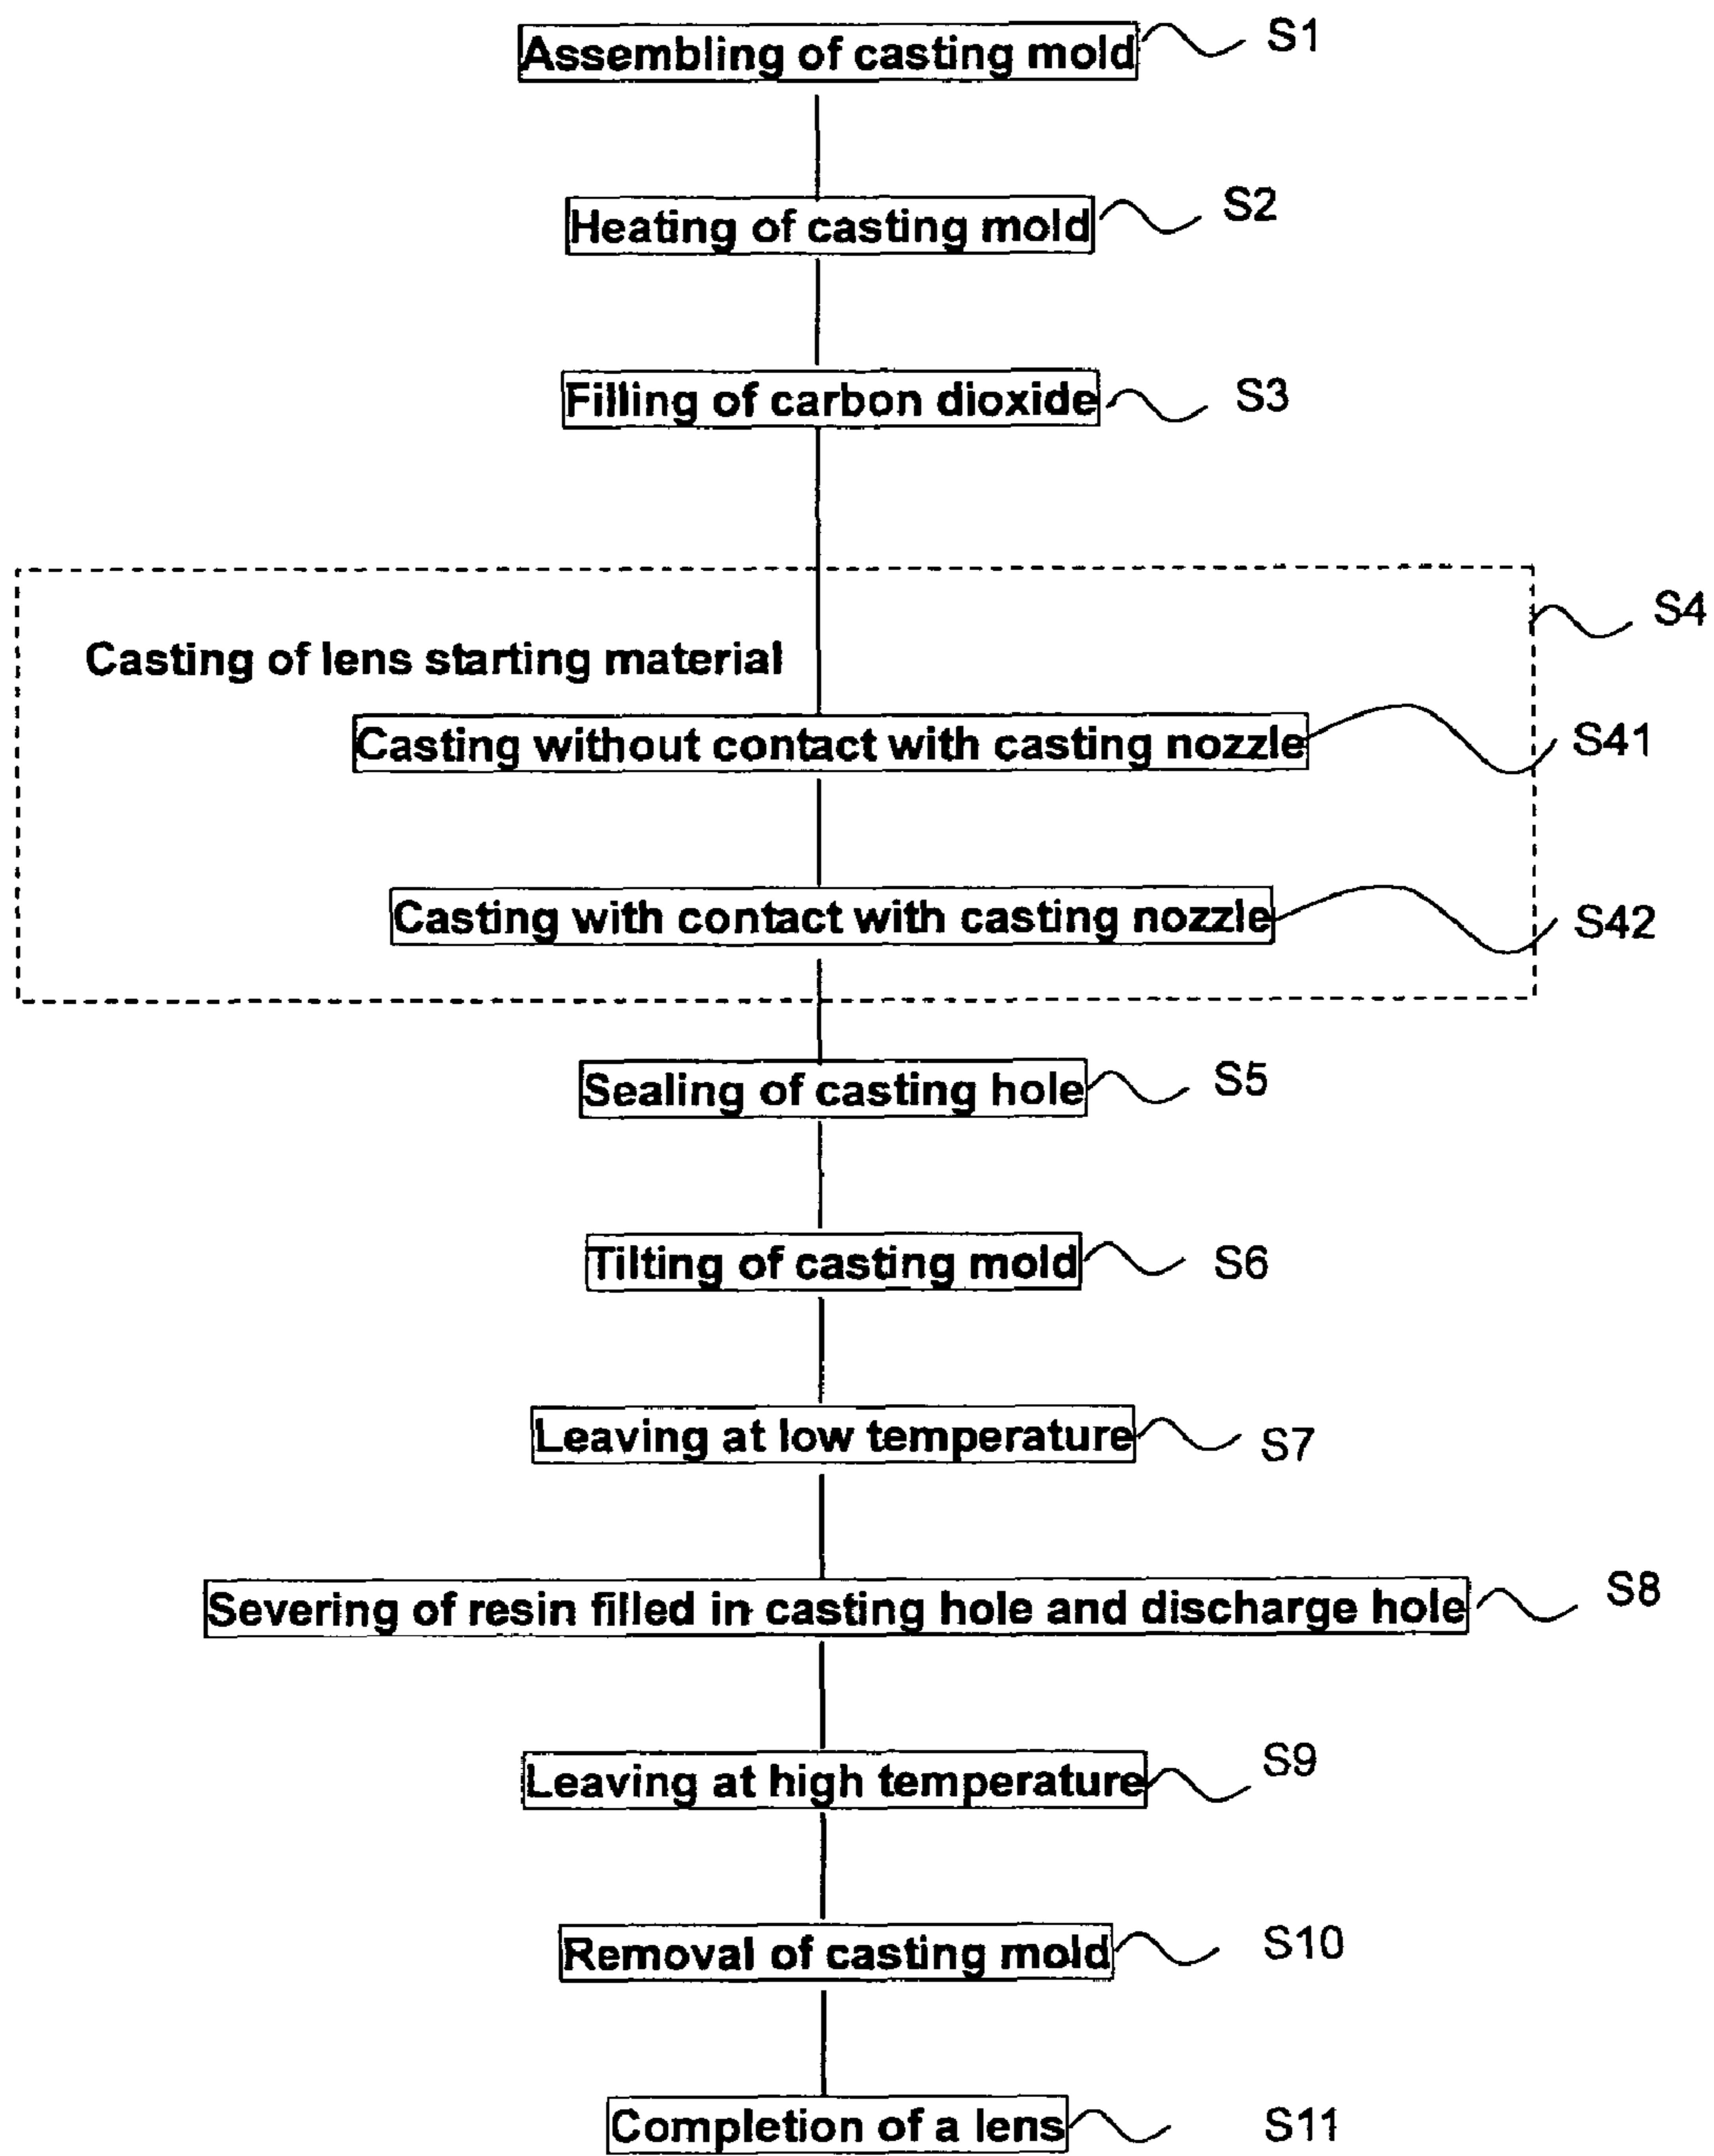 Assembling of casting mold S1
Heating of casting mold S2
Filling of carbon dioxide S3
S4
Casting of lens starting material
Casting without contact with casting nozzle S41
Casting with contact with casting nozzle S42
Sealing of casting hole S5
Tilting of casting mold S6
Leaving at low temperature S7
Severing of resin filled in casting hole and discharge hole S8
Leaving at high temperature S9
Removal of casting mold S10
Completion of a lens S11